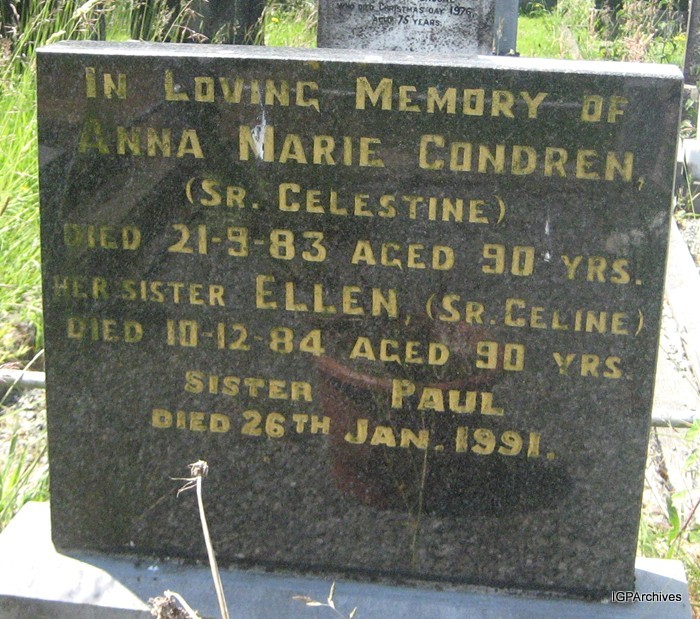 WHO DIED CHRISTMAS DAY 1976
AGED 75 YEARS.
IN LOVING MEMORY OF
ANNA MARIE CONDREN,
(SR. CELESTINE)
DIED 21-9-83 AGED 90 YRS.
HER SISTER ELLEN, (SR. CELINE)
DIED 10-12-84 AGED 90 YRS.
SISTER PAUL
DIED 26TH JAN. 1991.
IGPArchives